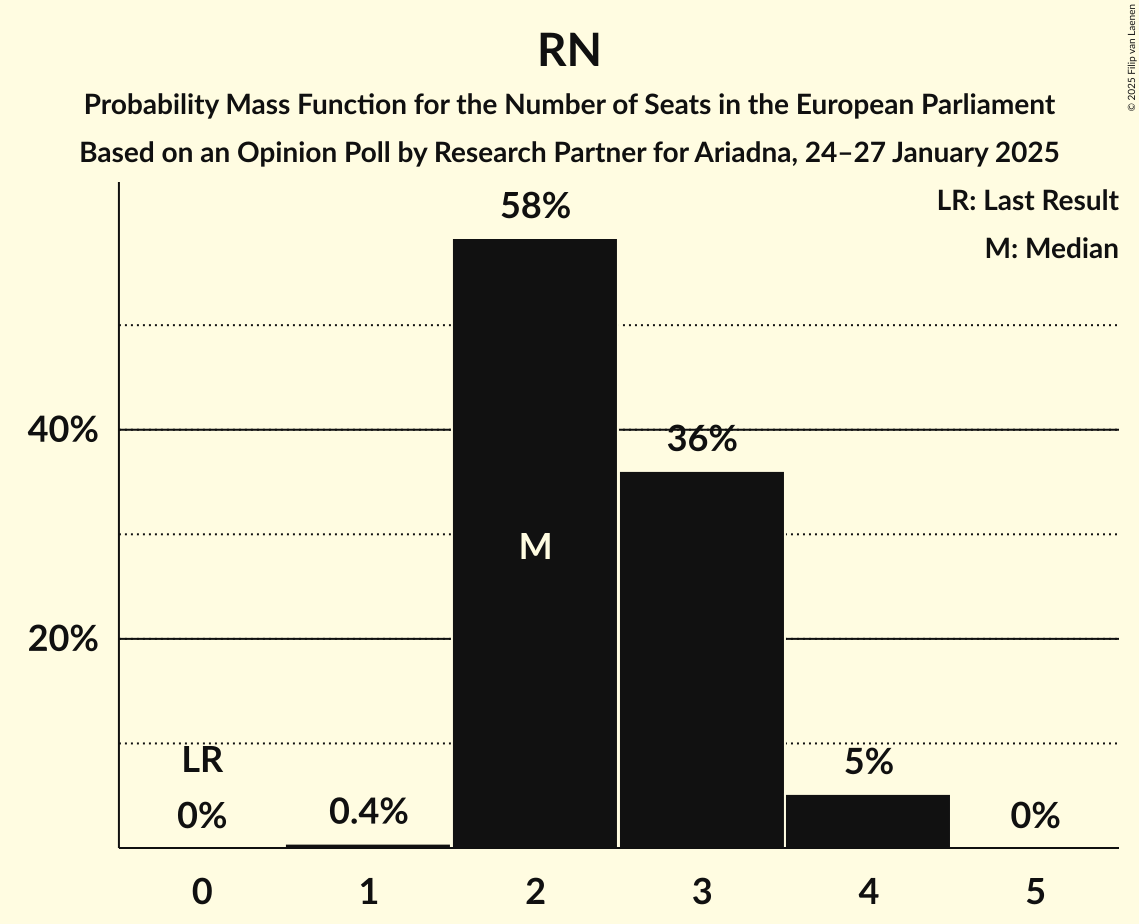 RN
Probability Mass Function for the Number of Seats in the European Parliament
Based on an Opinion Poll by Research Partner for Ariadna, 24–27 January 2025
© 2025 Filip van Laenen
LR: Last Result
M: Median
58%
40%
36%
M
20%
LR
5%
0%
0.4%
0%
0
1
2
3
4
5